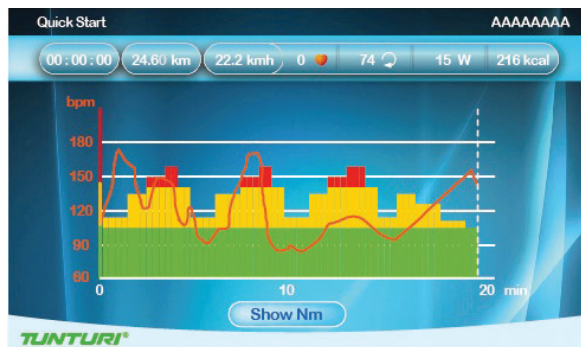 Quick Start AAAAAAAA
00 : 00 : 00 24.60 km 22.2 kmh 0 74 15 W 216 kcal
bpm
180
150
120
90
60
0 10 20 min
Show Nm
TUNTURI®